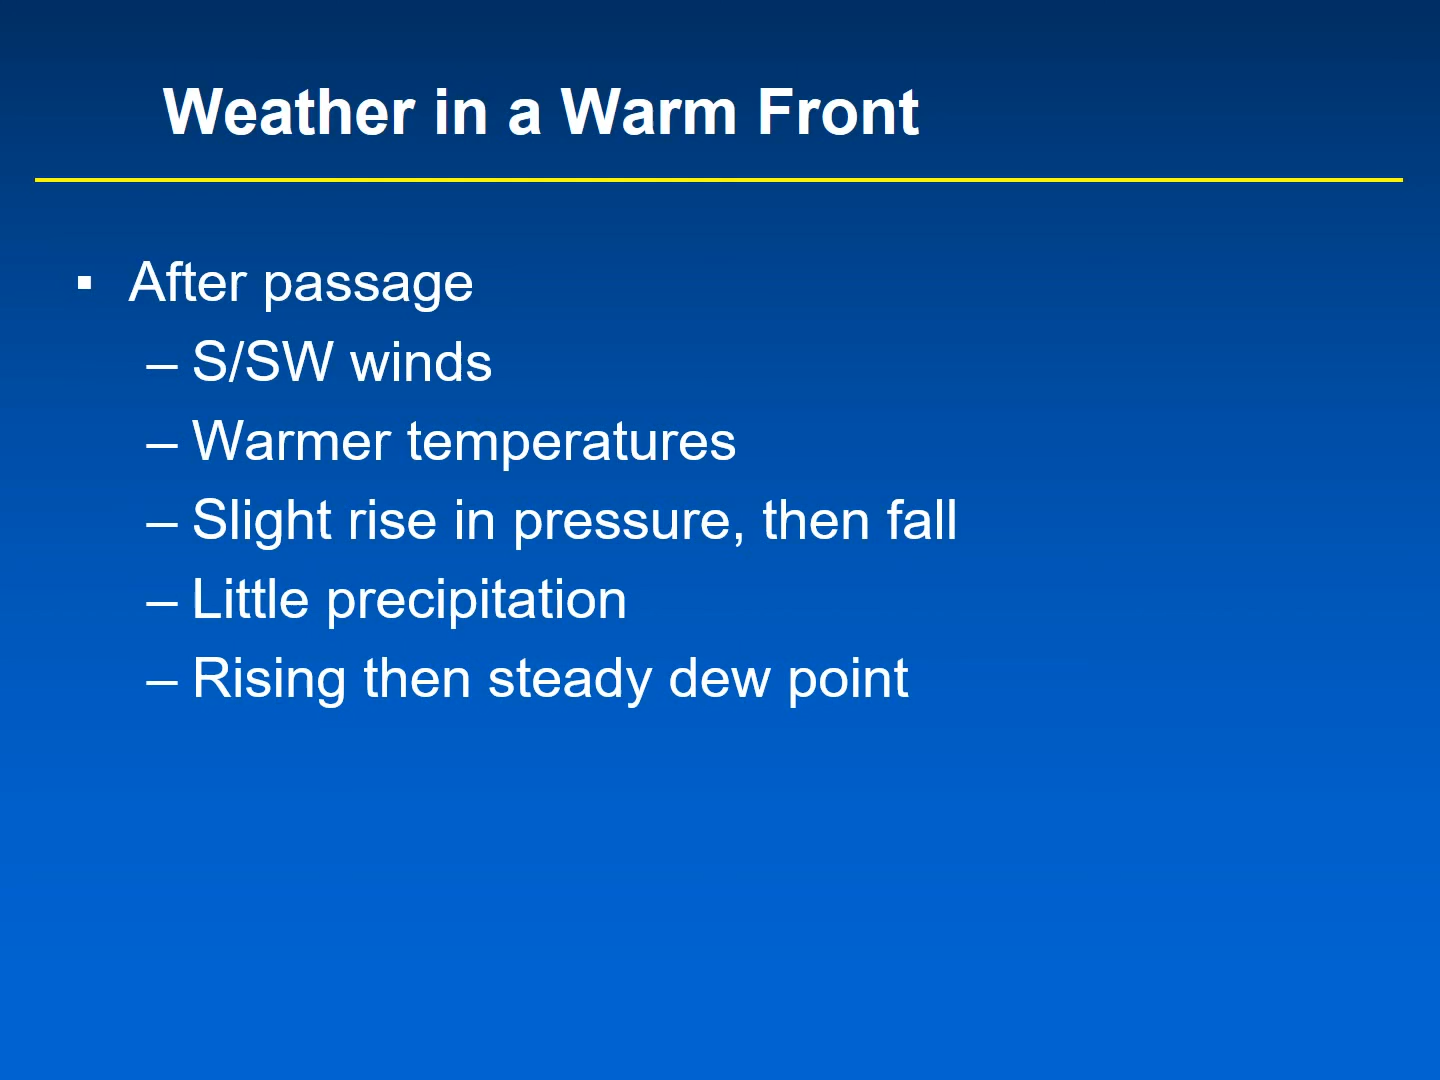 Weather in a Warm Front
▪ After passage
– S/SW winds
– Warmer temperatures
– Slight rise in pressure, then fall
– Little precipitation
– Rising then steady dew point